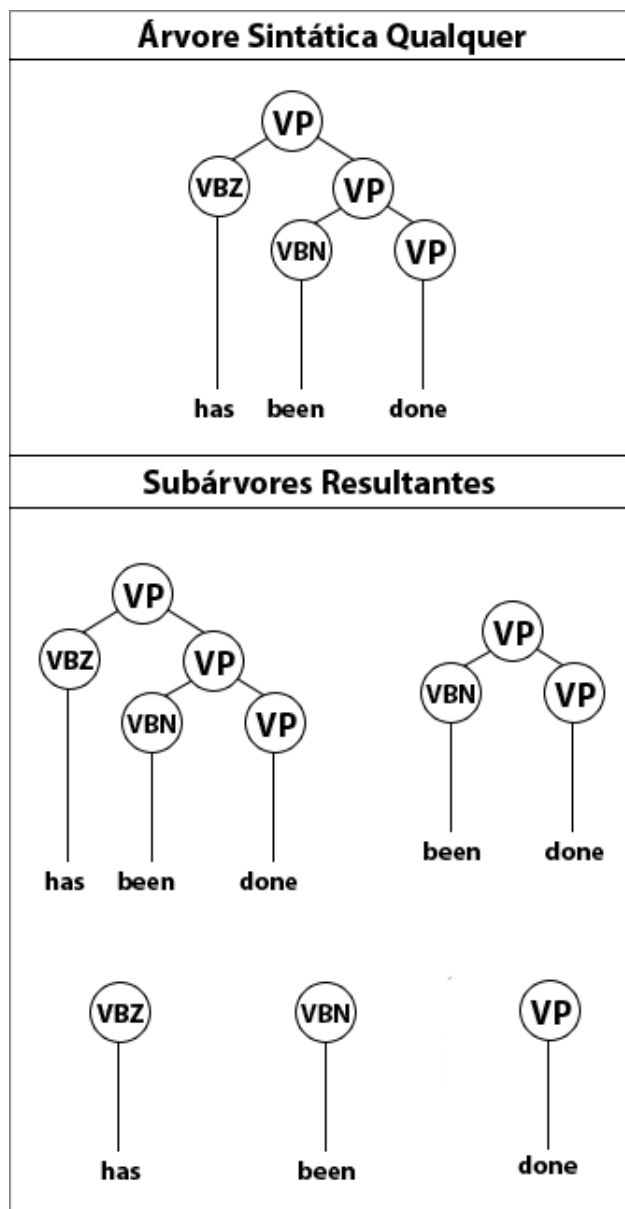 Árvore Sintática Qualquer
VP
VBZ VP
VBN VP
has been done
Subárvores Resultantes
VP
VP
VBZ VP
VBN VP
VBN VP
been done
has been done
VBZ VBN VP
has been done